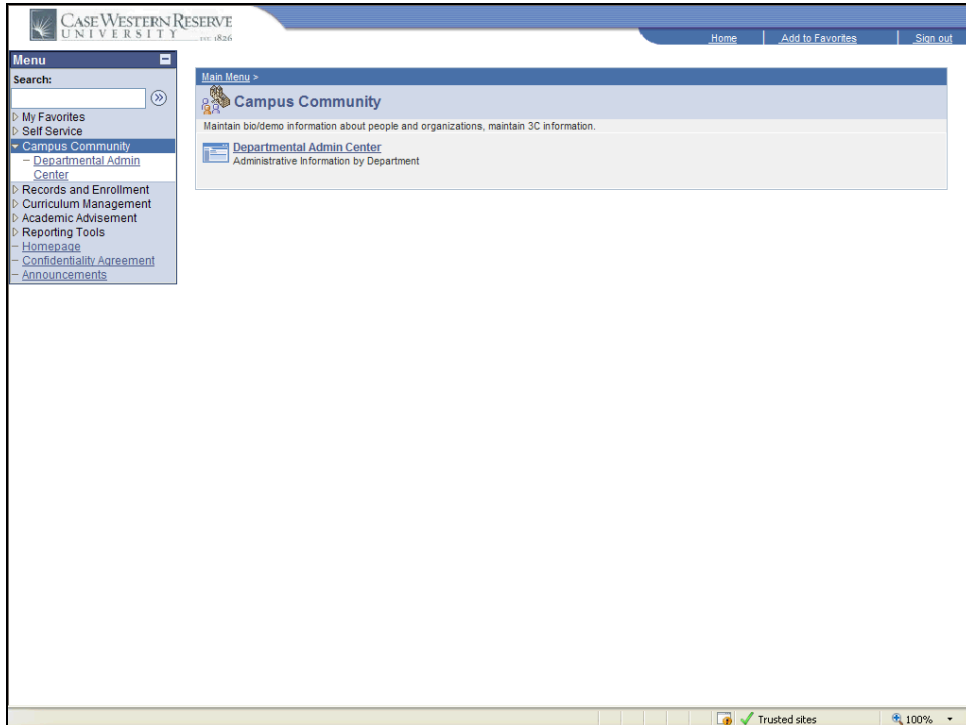 CASE WESTERN RESERVE
UNIVERSITY EST 1826
Home Add to Favorites Sign out
Menu
Search:
My Favorites
Self Service
Campus Community
Departmental Admin
Center
Records and Enrollment
Curriculum Management
Academic Advisement
Reporting Tools
Homepage
Confidentiality Agreement
Announcements
Main Menu >
Campus Community
Maintain bio/demo information about people and organizations, maintain 3C information.
Departmental Admin Center
Administrative Information by Department
Trusted sites 100%